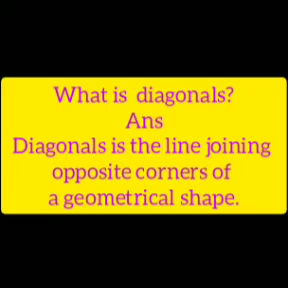 What is diagonals?
Ans
Diagonals is the line joining
opposite corners of
a geometrical shape.